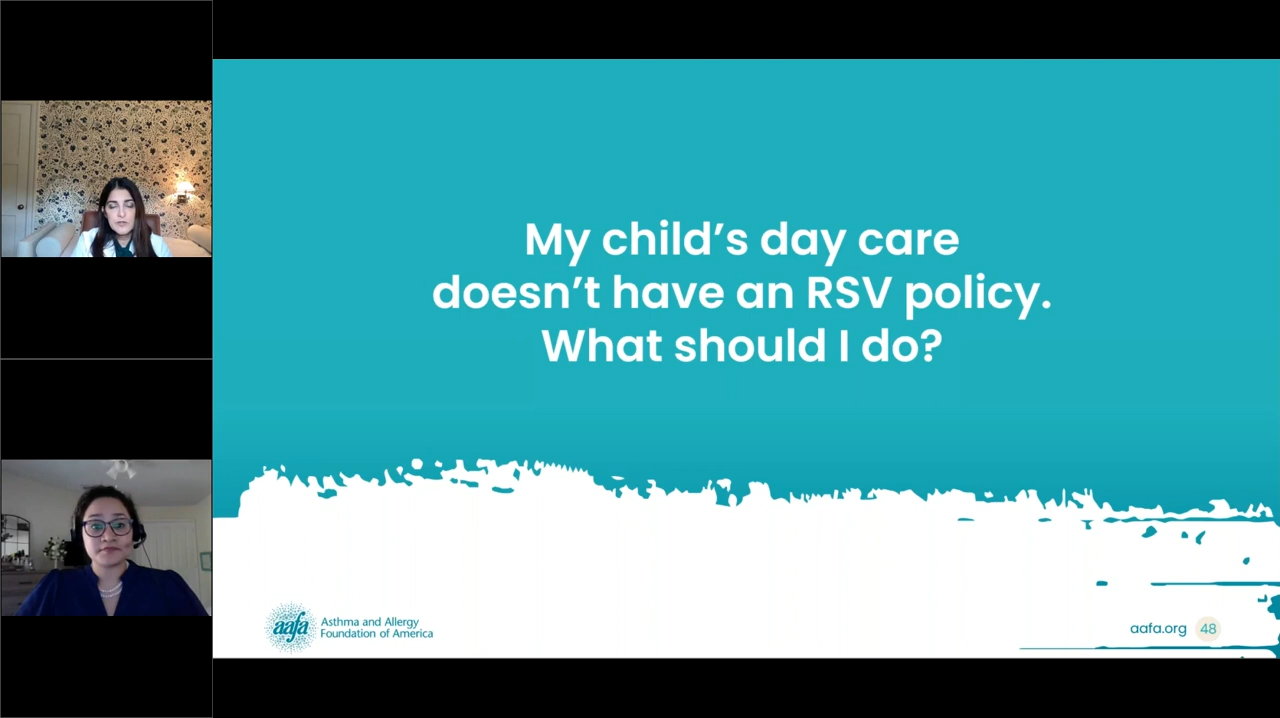 My child’s day care
doesn’t have an RSV policy.
What should I do?
aafa
Asthma and Allergy
Foundation of America
aafa.org 48